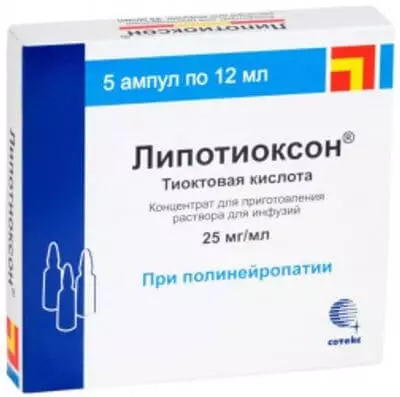 5 ампул по 12 мл
Липотиоксон®
Тиоктовая кислота
Концентрат для приготовления
раствора для инфузий
25 мг/мл
При полинейропатии
сотекс
Липотиоксон®
Липотиоксон®